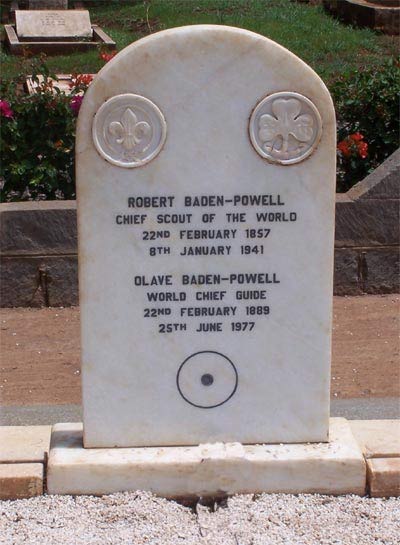 ROBERT BADEN-POWELL
CHIEF SCOUT OF THE WORLD
22ND FEBRUARY 1857
8TH JANUARY 1941
OLAVE BADEN-POWELL
WORLD CHIEF GUIDE
22ND FEBRUARY 1889
25TH JUNE 1977